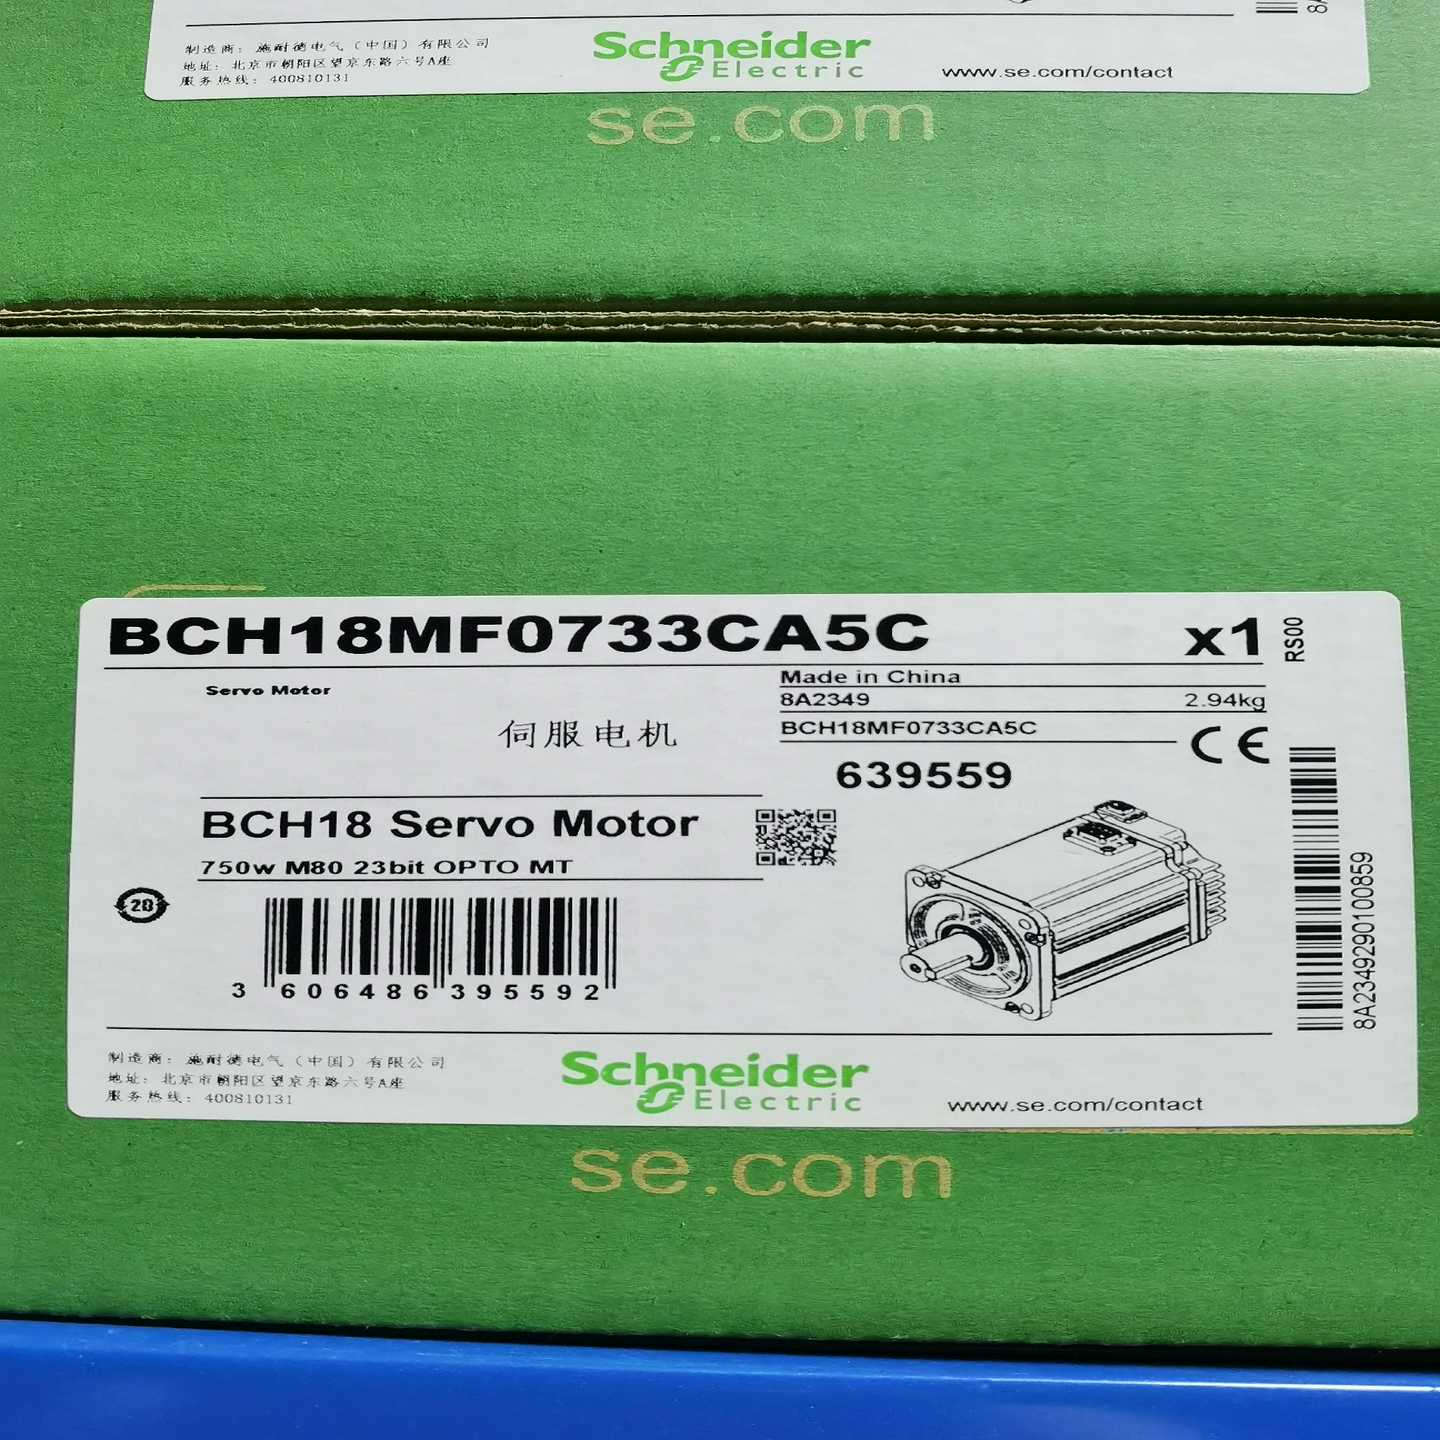 制造商: 施耐德电气(中国)有限公司
地址: 北京市朝阳区望京东路六号A座
服务热线: 400810131
Schneider
Electric
www.se.com/contact
8A
se.com
BCH18MF0733CA5C
x1
RS00
Servo Motor
伺服电机
Made in China
8A2349
2.94kg
BCH18MF0733CA5C
CE
639559
BCH18 Servo Motor
750w M80 23bit OPTO MT
20
3 606486 395592
8A2349290100859
制造商: 施耐德电气(中国)有限公司
地址: 北京市朝阳区望京东路六号A座
服务热线: 400810131
Schneider
Electric
www.se.com/contact
se.com